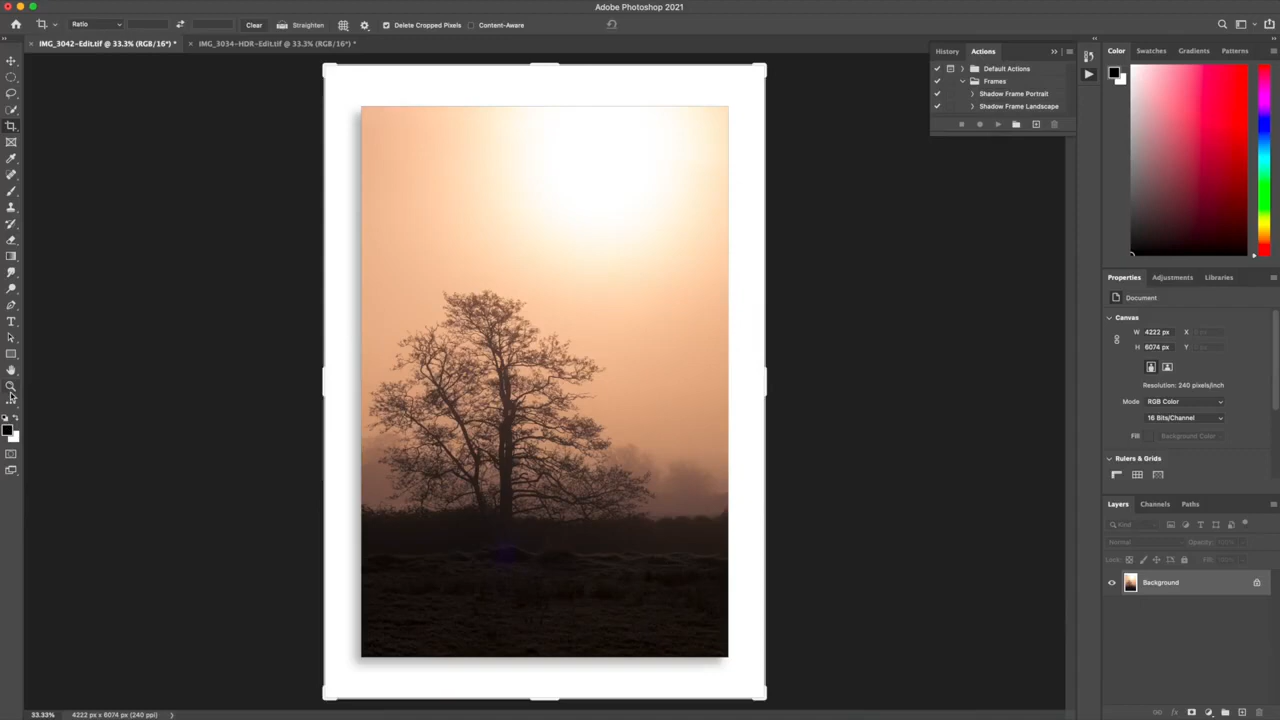 Adobe Photoshop 2021
Ratio Clear Straighten Delete Cropped Pixels Content-Aware
IMG_3042-Edit.tif @ 33.3% (RGB/16*) * IMG_3034-HDR-Edit.tif @ 33.3% (RGB/16*) *
History Actions
Default Actions
Frames
Shadow Frame Portrait
Shadow Frame Landscape
Color Swatches Gradients Patterns
Properties Adjustments Libraries
Document
Canvas
W 4222 px X
H 6074 px Y
Resolution: 240 pixels/inch
Mode RGB Color
16 Bits/Channel
Fill Background Color
Rulers & Grids
Layers Channels Paths
Kind
Normal Opacity: 100%
Lock: Fill:
Background
33.33% 4222 px x 6074 px (240 ppi)